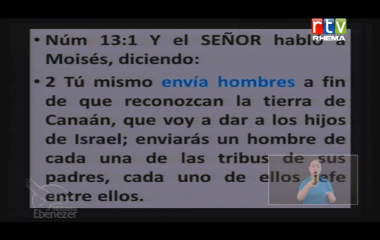 rtv
RHEMA
• Núm 13:1 Y el SEÑOR habló a
Moisés, diciendo:
• 2 Tú mismo envía hombres a fin
de que reconozcan la tierra de
Canaán, que voy a dar a los hijos
de Israel; enviarás un hombre de
cada una de las tribus de sus
padres, cada uno de ellos jefe
entre ellos.
Ebenezer